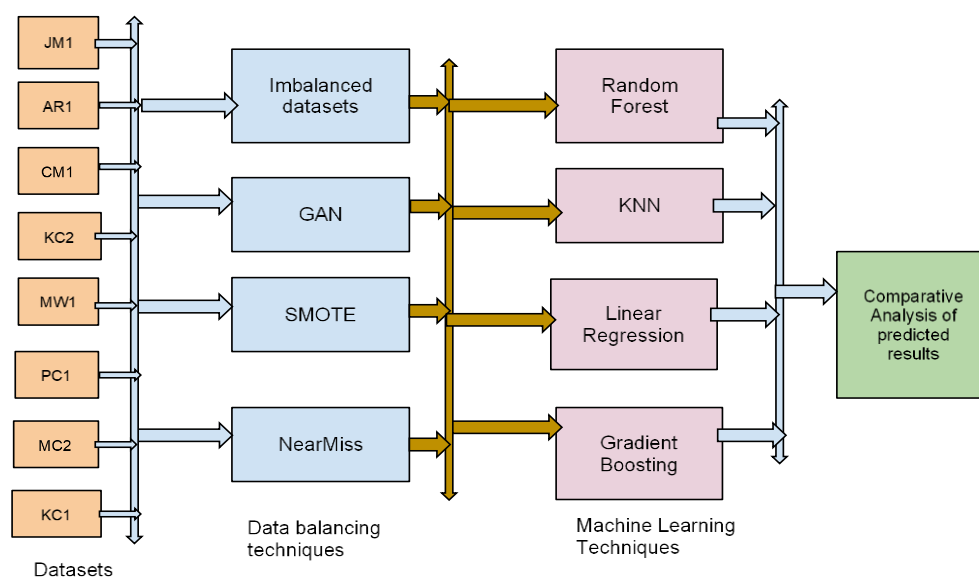 JM1
AR1
CM1
KC2
MW1
PC1
MC2
KC1
Datasets
Imbalanced
datasets
GAN
SMOTE
NearMiss
Data balancing
techniques
Random
Forest
KNN
Linear
Regression
Gradient
Boosting
Machine Learning
Techniques
Comparative
Analysis of
predicted
results